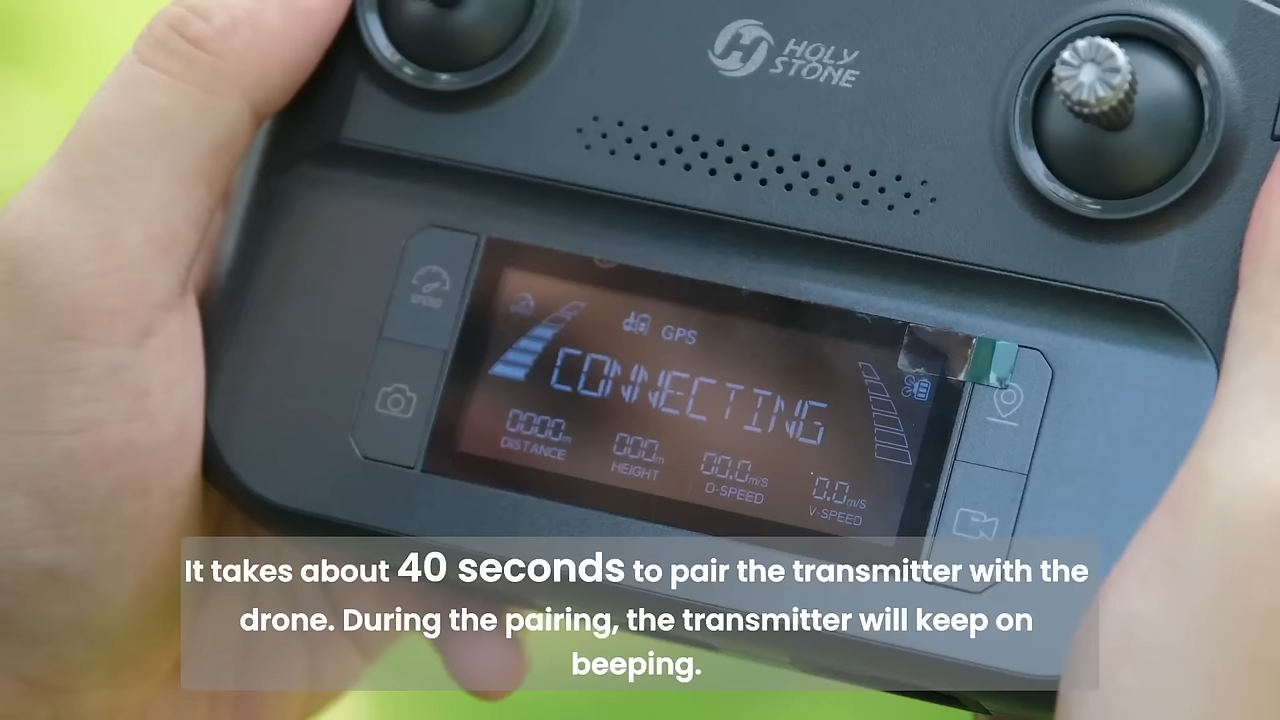 HOLY
STONE
SPEED
GPS
CONNECTING
0000m
DISTANCE
000m
HEIGHT
00.0m/S
D-SPEED
0.0m/S
V-SPEED
It takes about 40 seconds to pair the transmitter with the
drone. During the pairing, the transmitter will keep on
beeping.